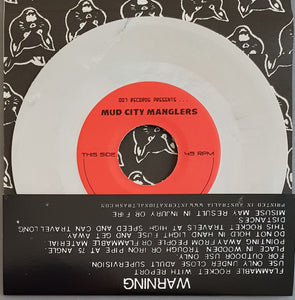 007 RECORDS PRESENTS ...
MUD CITY MANGLERS
THIS SIDE
45 RPM
WARNING
FLAMMABLE
ROCKET WITH REPORT
USE ONLY UNDER CLOSE ADULT SUPERVISION
FOR OUTDOOR USE ONLY
PLACE IN WOODEN TROUGH OR IRON PIPE AT 75° ANGLE,
POINTING AWAY FROM PEOPLE OR FLAMMABLE MATERIAL
DO NOT HOLD IN HAND LIGHT FUSE AND GET AWAY
THIS ROCKET TRAVELS AT HIGH SPEED AND CAN TRAVEL LONG
DISTANCES
MISUSE MAY RESULT IN INJURY OR FIRE
PRINTED IN AUSTRALIA